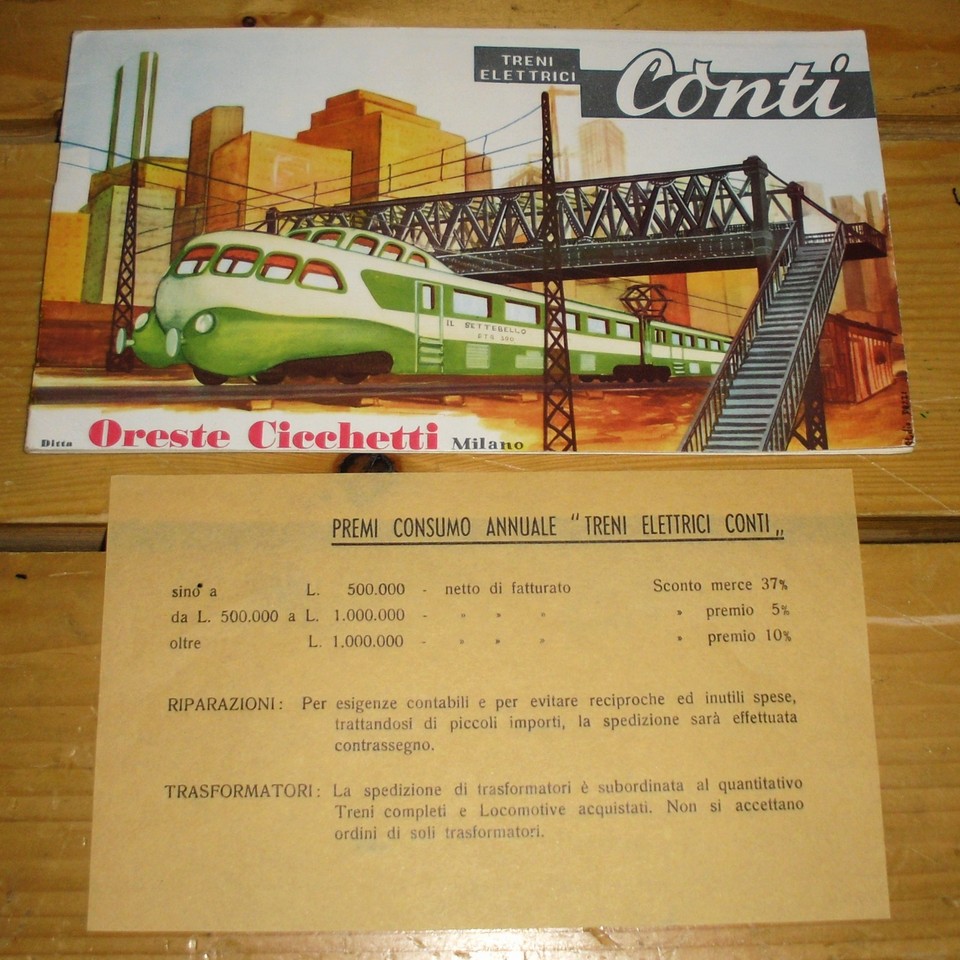 TRENI
ELETTRICI
Conti
IL SETTEBELLO
ETR 300
Ditta Oreste Cicchetti Milano
PREMI CONSUMO ANNUALE "TRENI ELETTRICI CONTI„
sino a L. 500.000 - netto di fatturato Sconto merce 37%
da L. 500.000 a L. 1.000.000 - » » » » premio 5%
oltre L. 1.000.000 - » » » » premio 10%
RIPARAZIONI: Per esigenze contabili e per evitare reciproche ed inutili spese,
trattandosi di piccoli importi, la spedizione sarà effettuata
contrassegno.
TRASFORMATORI: La spedizione di trasformatori è subordinata al quantitativo
Treni completi e Locomotive acquistati. Non si accettano
ordini di soli trasformatori.